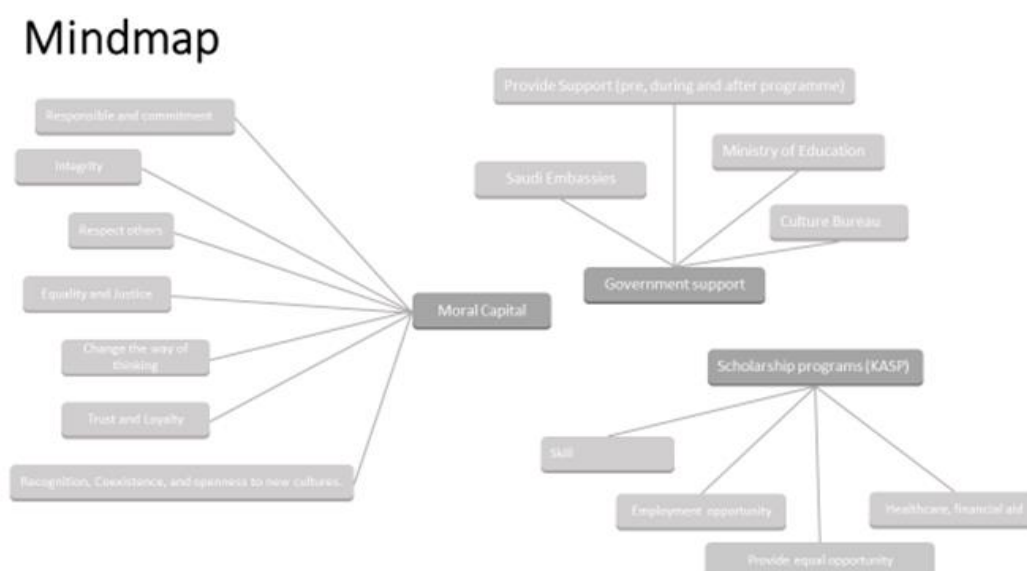 Mindmap
Responsible and commitment
Integrity
Respect others
Equality and Justice
Change the way of
thinking
Trust and Loyalty
Recognition, Coexistence, and openness to new cultures.
Moral Capital
Provide Support (pre, during and after programme)
Ministry of Education
Saudi Embassies
Culture Bureau
Government support
Scholarship programs (KASP)
Skill
Employment opportunity
Healthcare, financial aid
Provide equal opportunity